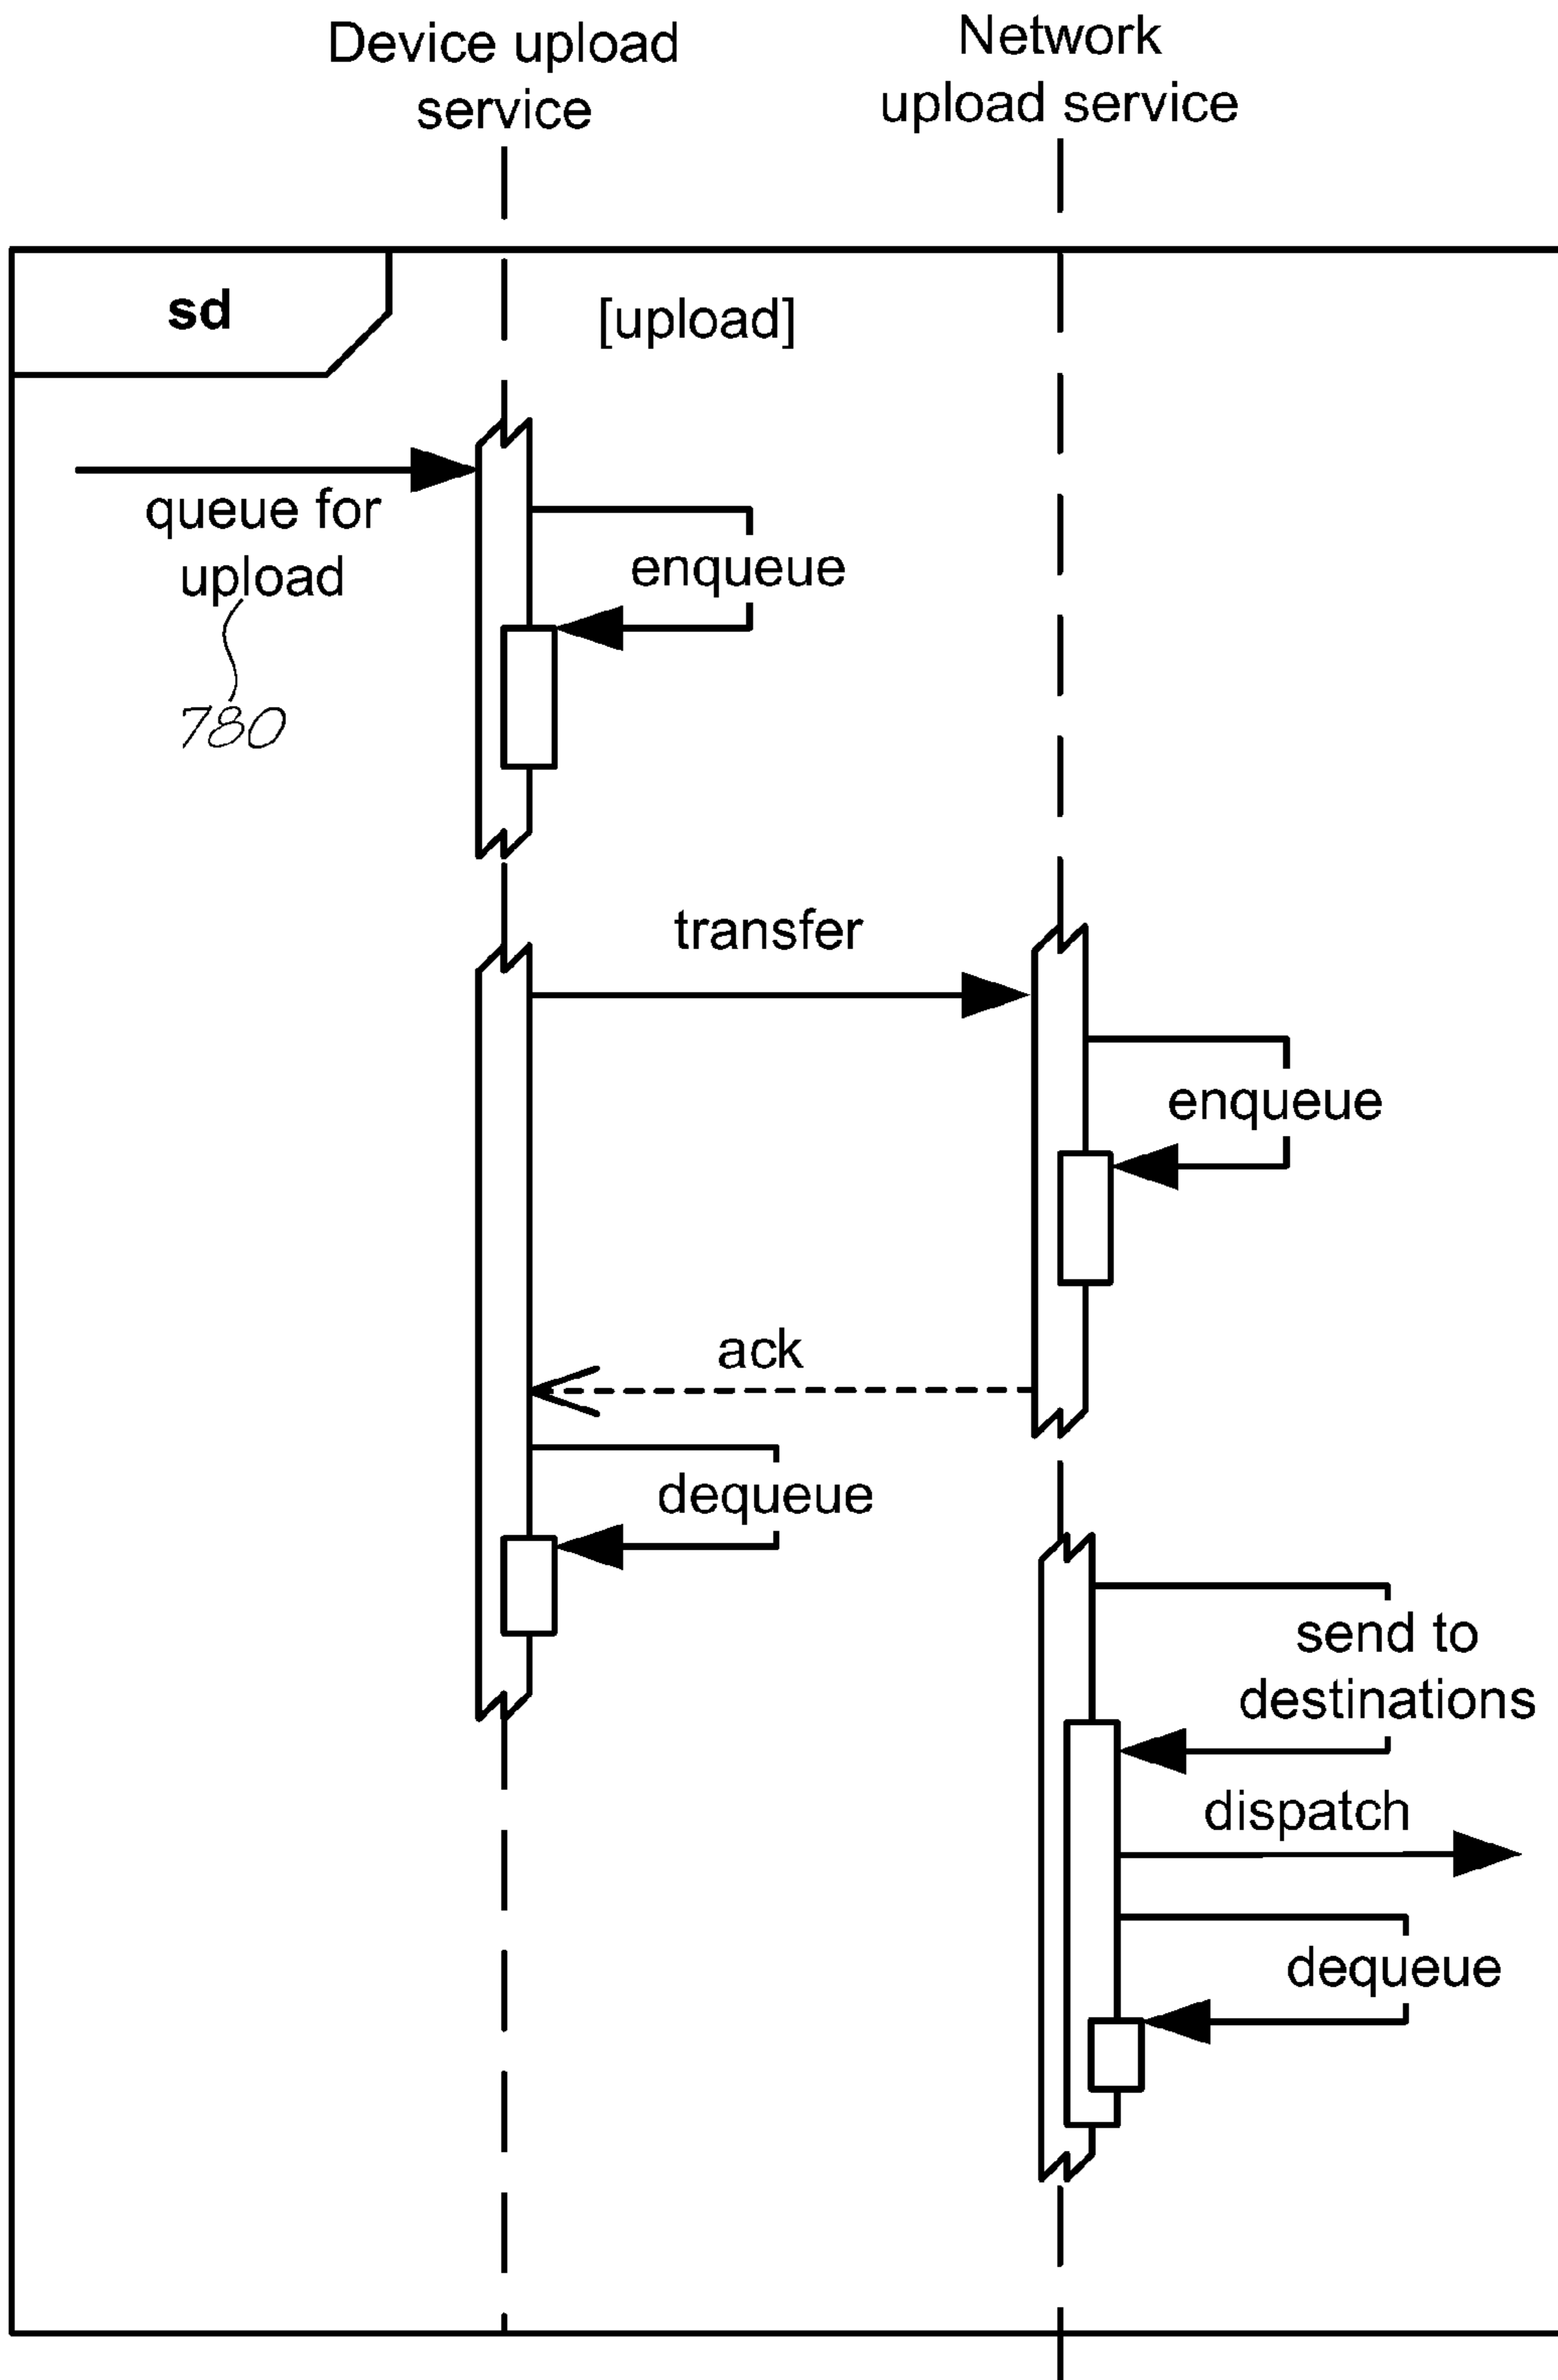 Device upload
service
Network
upload service
sd
[upload]
queue for
upload
780
enqueue
transfer
enqueue
ack
dequeue
send to
destinations
dispatch
dequeue